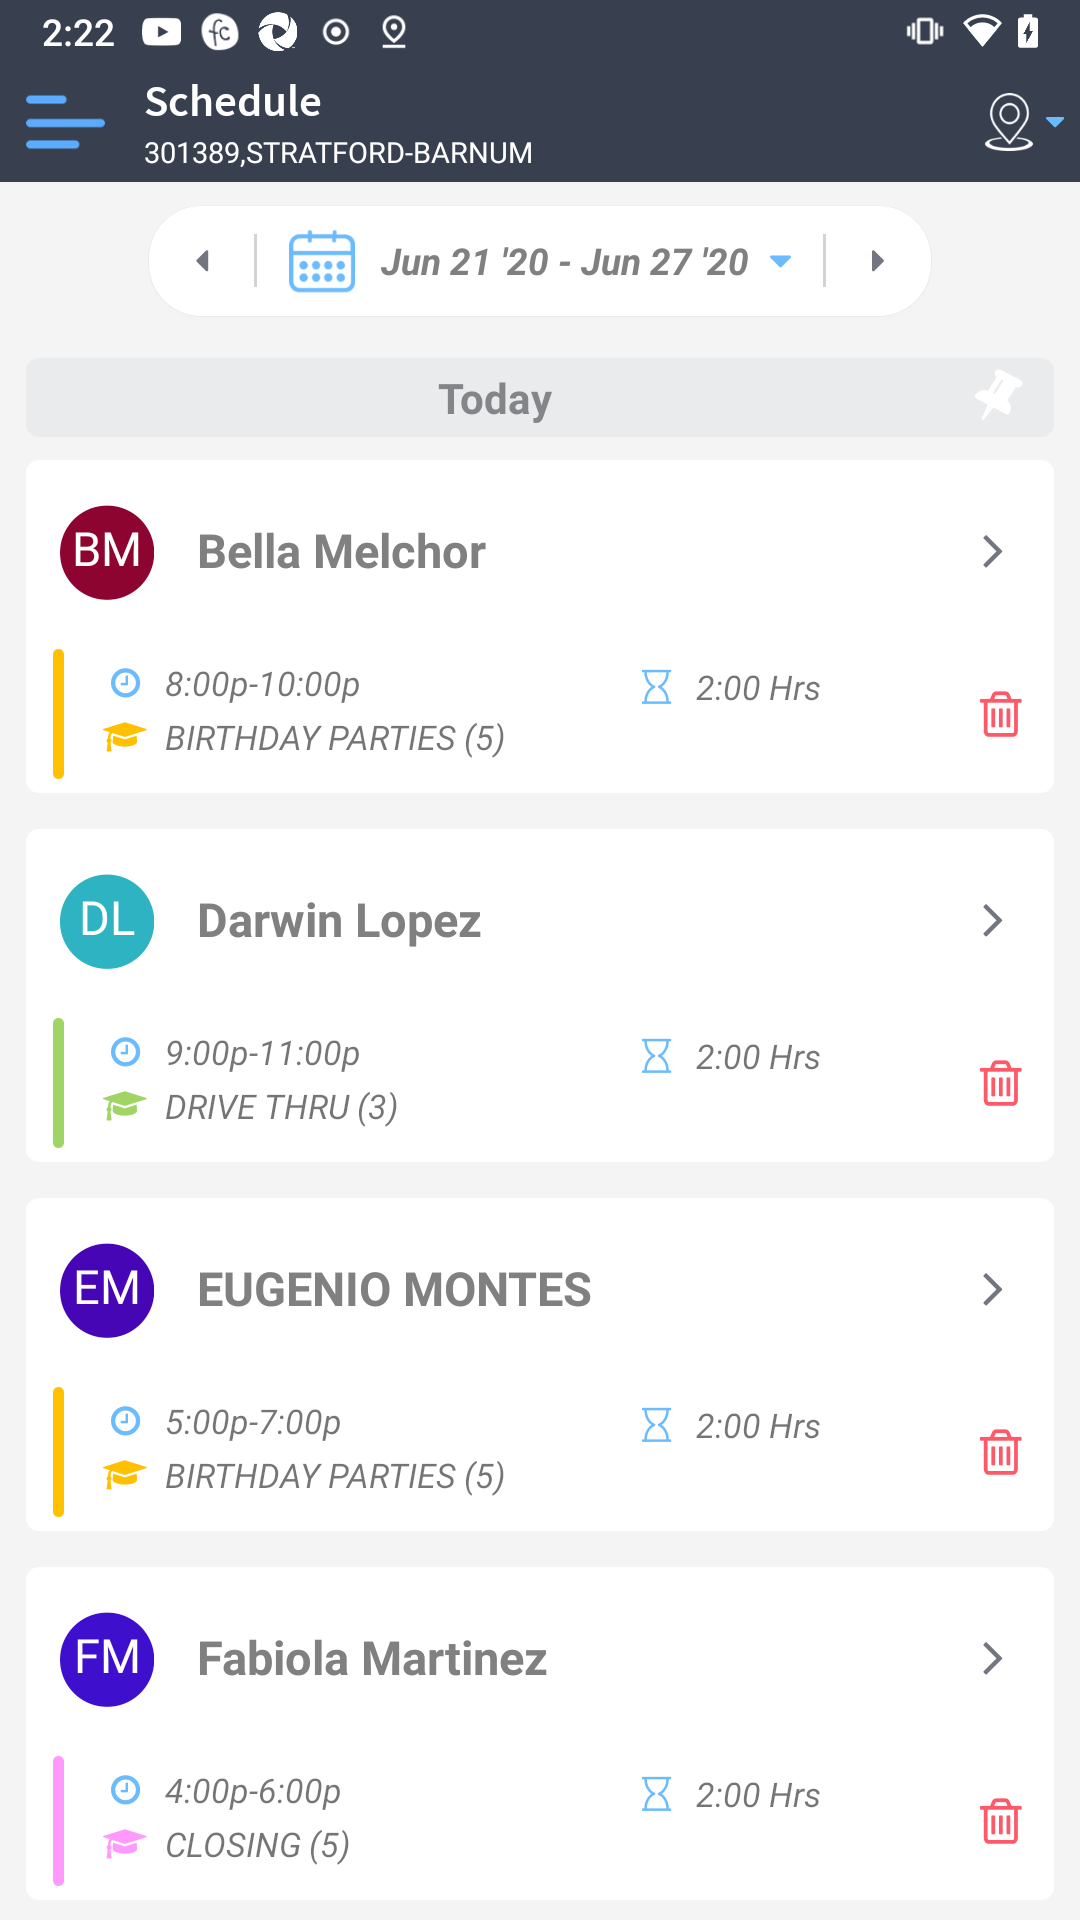 2:22
fc
Schedule
301389,STRATFORD-BARNUM
Jun 21 '20 - Jun 27 '20
Today
BM Bella Melchor
8:00p-10:00p 2:00 Hrs
BIRTHDAY PARTIES (5)
DL Darwin Lopez
9:00p-11:00p 2:00 Hrs
DRIVE THRU (3)
EM EUGENIO MONTES
5:00p-7:00p 2:00 Hrs
BIRTHDAY PARTIES (5)
FM Fabiola Martinez
4:00p-6:00p 2:00 Hrs
CLOSING (5)